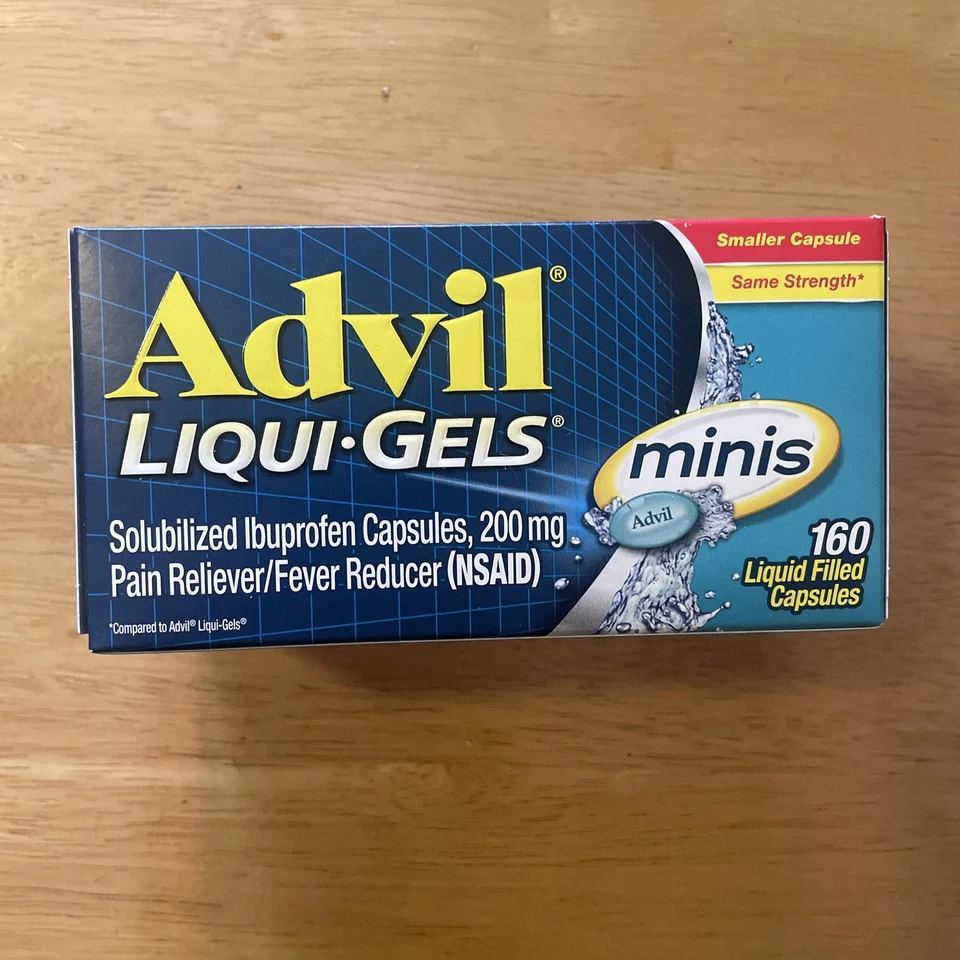 Smaller Capsule
Same Strength*
Advil®
LIQUI·GELS®
minis
Advil
Solubilized Ibuprofen Capsules, 200 mg
Pain Reliever/Fever Reducer (NSAID)
*Compared to Advil® Liqui-Gels®
160
Liquid Filled
Capsules